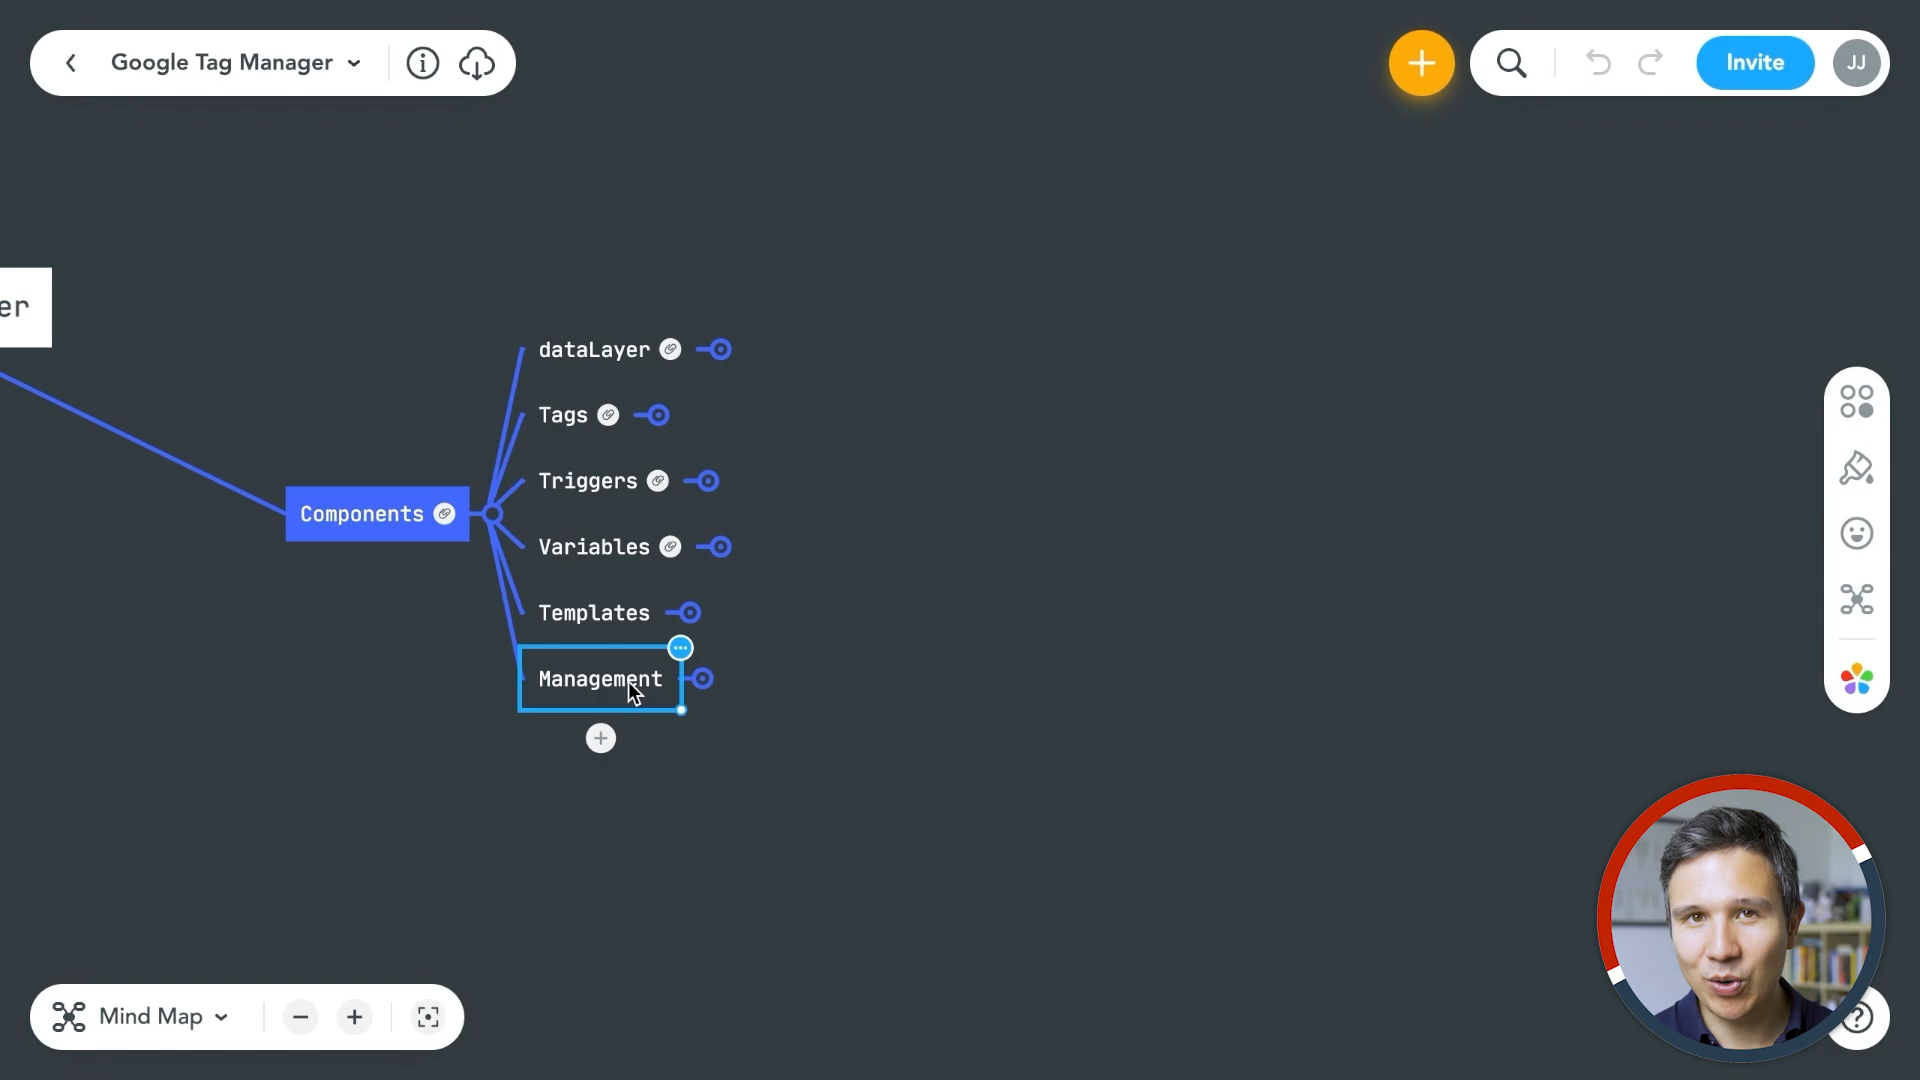 Google Tag Manager
Invite
JJ
er
dataLayer
Tags
Triggers
Components
Variables
Templates
Management
Mind Map
?